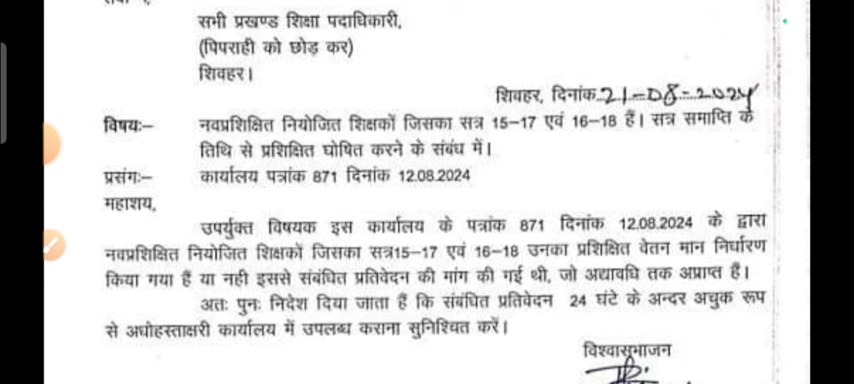 सभी प्रखण्ड शिक्षा पदाधिकारी,
(पिपराही को छोड़ कर)
शिवहर।
शिवहर, दिनांक 21-08-2024
विषयः– नवप्रशिक्षित नियोजित शिक्षकों जिसका सत्र 15–17 एवं 16–18 हैं। सत्र समाप्ति के
तिथि से प्रशिक्षित घोषित करने के संबंध में।
प्रसंगः– कार्यालय पत्रांक 871 दिनांक 12.08.2024
महाशय,
उपर्युक्त विषयक इस कार्यालय के पत्रांक 871 दिनांक 12.08.2024 के द्वारा
नवप्रशिक्षित नियोजित शिक्षकों जिसका सत्र15–17 एवं 16–18 उनका प्रशिक्षित वेतन मान निर्धारण
किया गया हैं या नही इससे संबंधित प्रतिवेदन की मांग की गई थी, जो अद्यावधि तक अप्राप्त हैं।
अतः पुनः निदेश दिया जाता हैं कि संबंधित प्रतिवेदन 24 घंटे के अन्दर अचुक रूप
से अधोहस्ताक्षरी कार्यालय में उपलब्ध कराना सुनिश्चित करें।
विश्वासभाजन